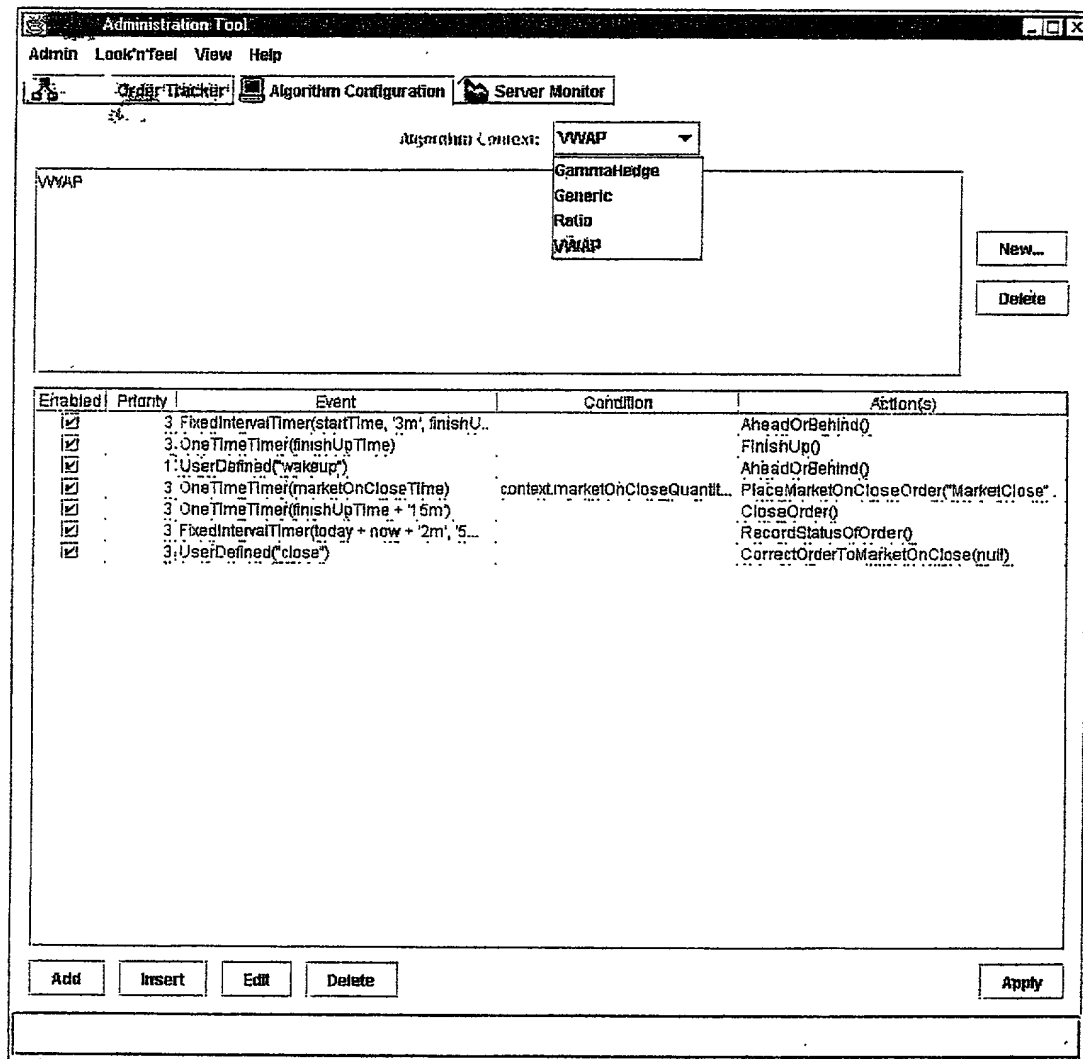 Administration Tool
Admin Look'n'feel View Help
Order Tracker Algorithm Configuration Server Monitor
Algorithm Context: VWAP
GammaHedge
Generic
Ratio
VWAP
VWAP
New...
Delete
Enabled Priority Event Condition Action(s)
3 FixedIntervalTimer(startTime, '3m', finishU... AheadOrBehind()
3 OneTimeTimer(finishUpTime) FinishUp()
1 UserDefined("wakeup") AheadOrBehind()
3 OneTimeTimer(marketOnCloseTime) context.marketOnCloseQuantit... PlaceMarketOnCloseOrder("MarketClose" .
3 OneTimeTimer(finishUpTime + '15m') CloseOrder()
3 FixedIntervalTimer(today + now + '2m', '5... RecordStatusOfOrder()
3 UserDefined("close") CorrectOrderToMarketOnClose(null)
Add Insert Edit Delete Apply